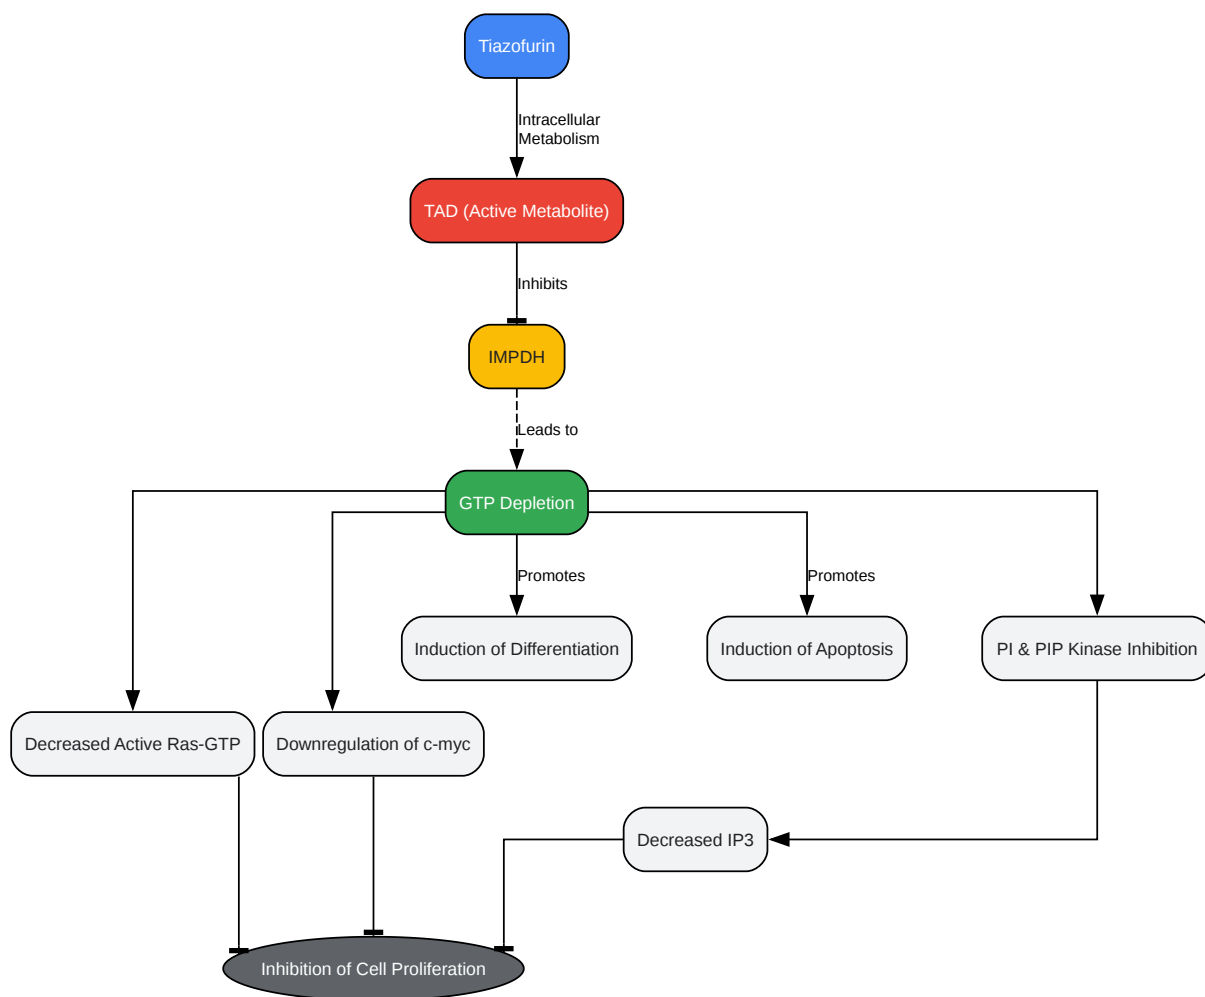 Tiazofurin
Intracellular
Metabolism
TAD (Active Metabolite)
Inhibits
IMPDH
Leads to
GTP Depletion
Promotes
Promotes
Induction of Differentiation
Induction of Apoptosis
PI & PIP Kinase Inhibition
Decreased Active Ras-GTP
Downregulation of c-myc
Decreased IP3
Inhibition of Cell Proliferation